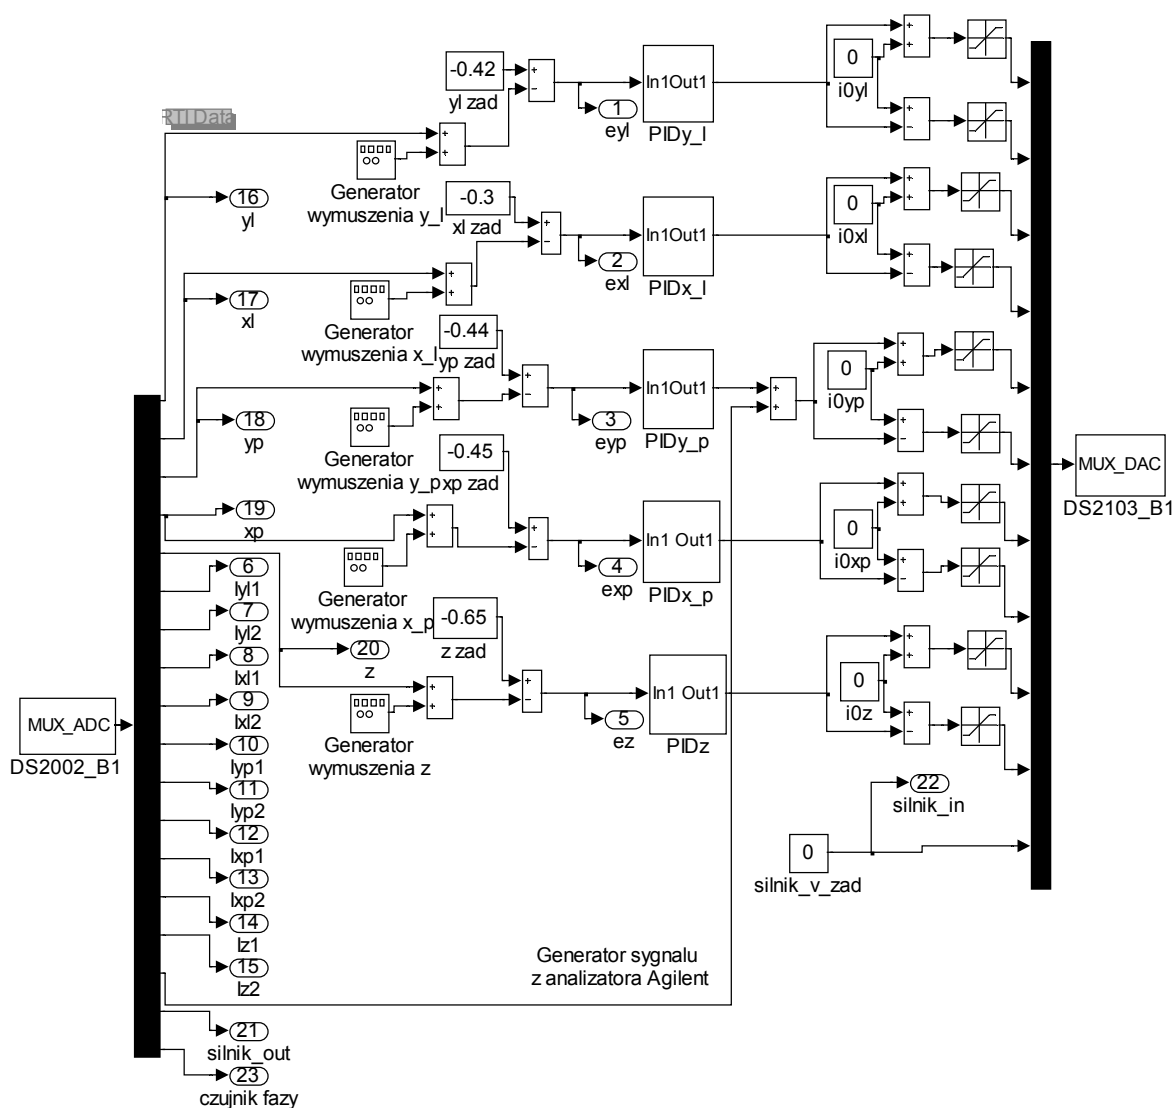 -0.42
yl zad
+
−
1
eyl
In1Out1
PIDy_l
0
i0yl
+
+
+
−
RTI Data
+
+
Generator
wymuszenia y_l
16
yl
-0.3
xl zad
+
−
2
exl
In1Out1
PIDx_l
0
i0xl
+
+
+
−
+
+
Generator
wymuszenia x_l
17
xl
-0.44
yp zad
+
−
3
eyp
In1Out1
PIDy_p
+
+
0
i0yp
+
+
+
−
+
+
Generator
wymuszenia y_p
18
yp
-0.45
xp zad
+
−
4
exp
In1 Out1
PIDx_p
0
i0xp
+
+
+
−
+
+
Generator
wymuszenia x_p
19
xp
-0.65
z zad
+
−
5
ez
In1 Out1
PIDz
0
i0z
+
+
+
−
+
+
Generator
wymuszenia z
20
z
6
Iyl1
7
Iyl2
8
Ixl1
9
Ixl2
10
Iyp1
11
Iyp2
12
Ixp1
13
Ixp2
14
Iz1
15
Iz2
21
silnik_out
23
czujnik fazy
MUX_ADC
DS2002_B1
MUX_DAC
DS2103_B1
22
silnik_in
0
silnik_v_zad
Generator sygnalu
z analizatora Agilent